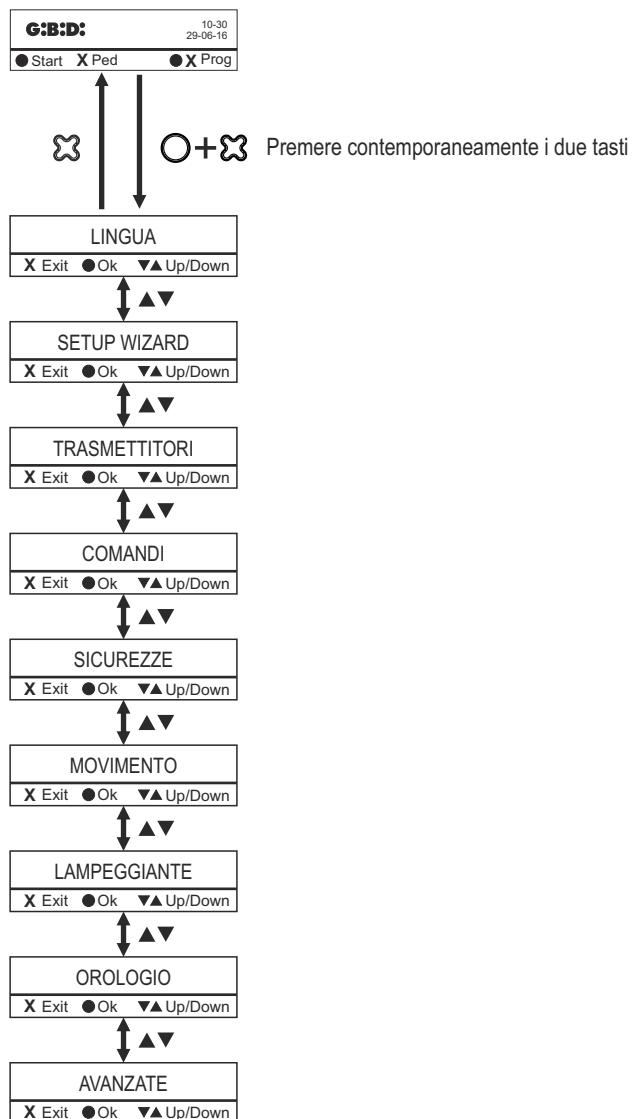 G:B:D: 10-30
29-06-16
● Start X Ped ● X Prog
Premere contemporaneamente i due tasti
LINGUA
X Exit ● Ok ▼▲ Up/Down
▲▼
SETUP WIZARD
X Exit ● Ok ▼▲ Up/Down
▲▼
TRASMETTITORI
X Exit ● Ok ▼▲ Up/Down
▲▼
COMANDI
X Exit ● Ok ▼▲ Up/Down
▲▼
SICUREZZE
X Exit ● Ok ▼▲ Up/Down
▲▼
MOVIMENTO
X Exit ● Ok ▼▲ Up/Down
▲▼
LAMPEGGIANTE
X Exit ● Ok ▼▲ Up/Down
▲▼
OROLOGIO
X Exit ● Ok ▼▲ Up/Down
▲▼
AVANZATE
X Exit ● Ok ▼▲ Up/Down